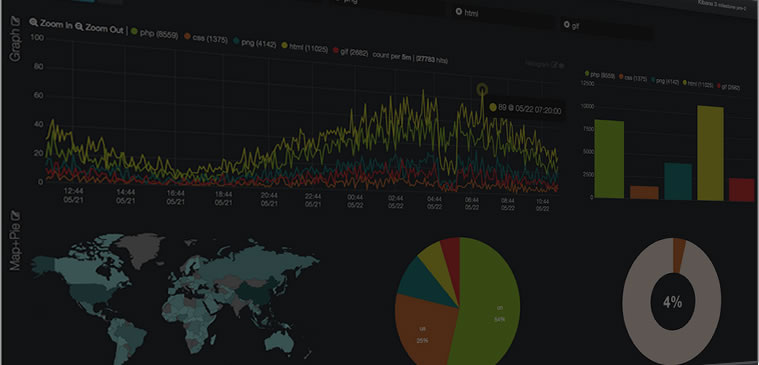 Kibana 3
png
html
gif
Graph
Zoom In Zoom Out | php (8559) css (1375) png (4142) html (11025) gif (2682) count per 5m | (27783 hits)
Histogram
100
80
60
40
20
0
89 @ 05/22 07:20:00
12:44 14:44 16:44 18:44 20:44 22:44 00:44 02:44 04:44 06:44 08:44 10:44
05/21 05/21 05/21 05/21 05/21 05/21 05/22 05/22 05/22 05/22 05/22 05/22
php (8559) css (1375) png (4142) html (11025) gif (2682)
12500
10000
7500
5000
2500
0
Map+Pie
cn
54%
us
25%
4%